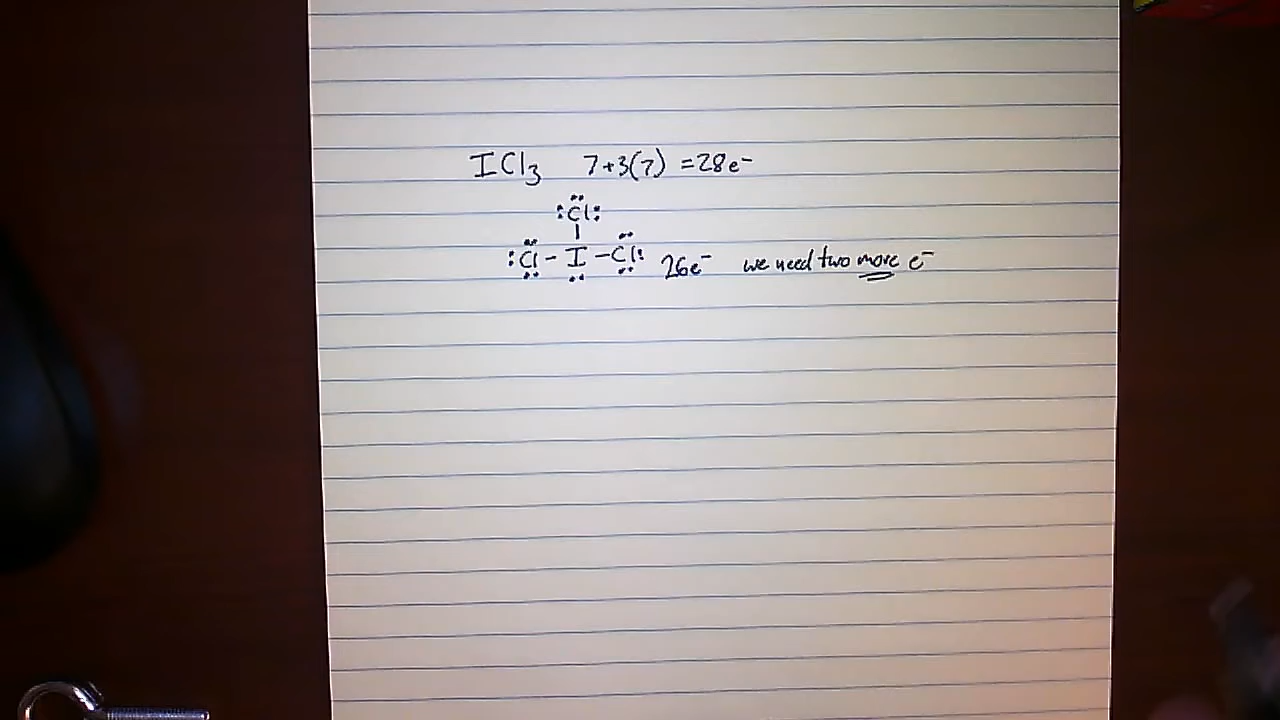 ICl₃ 7+3(7) =28e⁻
:Cl:
:Cl - I - Cl: 26e⁻ we need two more e⁻